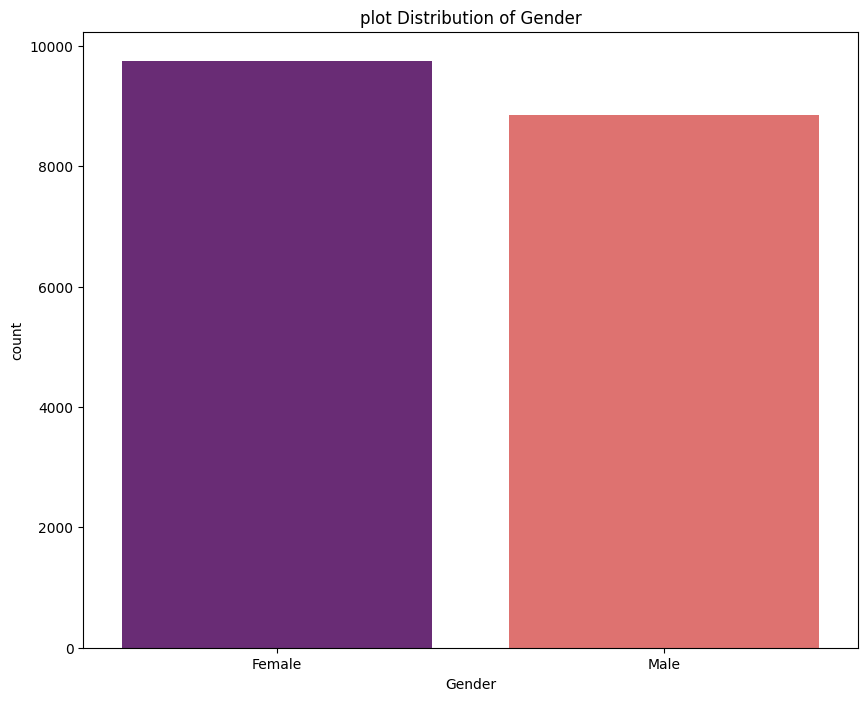 plot Distribution of Gender
10000
8000
6000
4000
2000
0
count
Female
Male
Gender